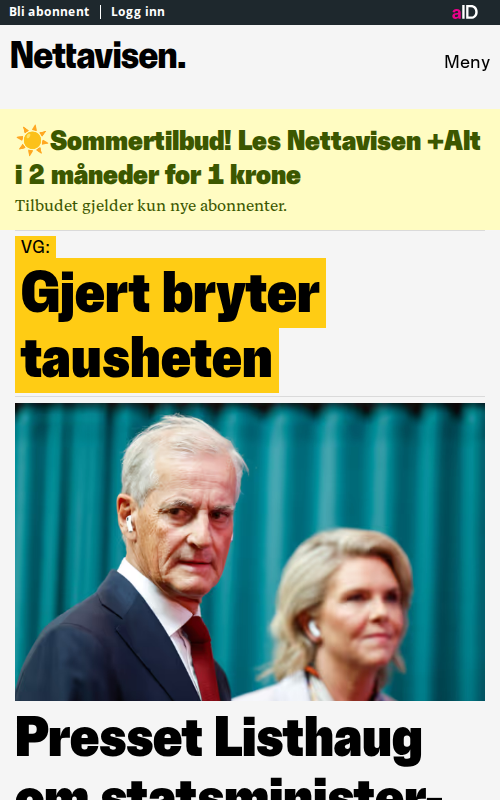 Bli abonnent
Logg inn
aID
Nettavisen.
Meny
☀️Sommertilbud! Les Nettavisen +Alt
i 2 måneder for 1 krone
Tilbudet gjelder kun nye abonnenter.
VG:
Gjert bryter
tausheten
Presset Listhaug
om statsminister-